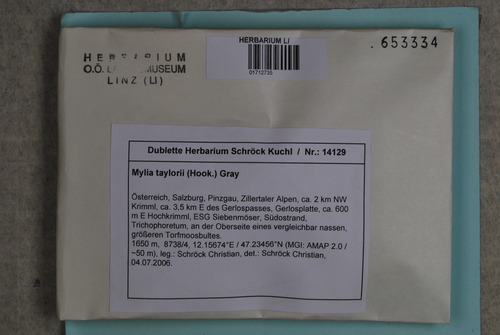 HERBARIUM LI
01712735
. 653334
HERBARIUM
O.Ö. MUSEUM
LINZ (LI)
Dublette Herbarium Schröck Kuchl / Nr.: 14129
Mylia taylorii (Hook.) Gray
Österreich, Salzburg, Pinzgau, Zillertaler Alpen, ca. 2 km NW
Krimml, ca. 3,5 km E des Gerlospasses, Gerlosplatte, ca. 600
m E Hochkrimml, ESG Siebenmöser, Südostrand,
Trichophoretum, an der Oberseite eines vergleichbar nassen,
größeren Torfmoosbultes.
1650 m, 8738/4, 12.15674°E / 47.23456°N (MGI: AMAP 2.0 /
~50 m), leg.: Schröck Christian, det.: Schröck Christian,
04.07.2006.